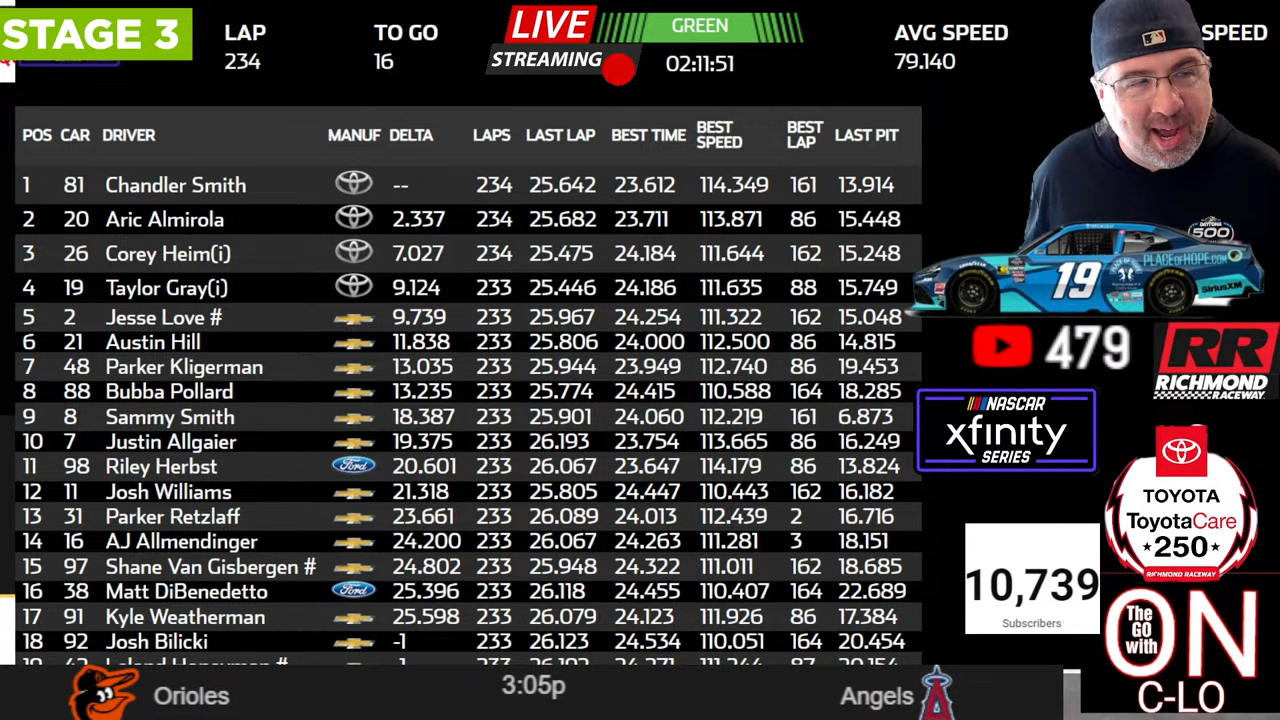 STAGE 3
LAP
234
TO GO
16
LIVE
STREAMING
GREEN
02:11:51
AVG SPEED
79.140
SPEED
POS CAR DRIVER MANUF DELTA LAPS LAST LAP BEST TIME BEST SPEED BEST LAP LAST PIT
1 81 Chandler Smith -- 234 25.642 23.612 114.349 161 13.914
2 20 Aric Almirola 2.337 234 25.682 23.711 113.871 86 15.448
3 26 Corey Heim(i) 7.027 234 25.475 24.184 111.644 162 15.248
4 19 Taylor Gray(i) 9.124 233 25.446 24.186 111.635 88 15.749
5 2 Jesse Love # 9.739 233 25.967 24.254 111.322 162 15.048
6 21 Austin Hill 11.838 233 25.806 24.000 112.500 86 14.815
7 48 Parker Kligerman 13.035 233 25.944 23.949 112.740 86 19.453
8 88 Bubba Pollard 13.235 233 25.774 24.415 110.588 164 18.285
9 8 Sammy Smith 18.387 233 25.901 24.060 112.219 161 6.873
10 7 Justin Allgaier 19.375 233 26.193 23.754 113.665 86 16.249
11 98 Riley Herbst Ford 20.601 233 26.067 23.647 114.179 86 13.824
12 11 Josh Williams 21.318 233 25.805 24.447 110.443 162 16.182
13 31 Parker Retzlaff 23.661 233 26.089 24.013 112.439 2 16.716
14 16 AJ Allmendinger 24.200 233 26.067 24.263 111.281 3 18.151
15 97 Shane Van Gisbergen # 24.802 233 25.948 24.322 111.011 162 18.685
16 38 Matt DiBenedetto Ford 25.396 233 26.118 24.455 110.407 164 22.689
17 91 Kyle Weatherman 25.598 233 26.079 24.123 111.926 86 17.384
18 92 Josh Bilicki -1 233 26.123 24.534 110.051 164 20.454
DAYTONA
500
19
PLACEOFHOPE.COM
SiriusXM
479
RR
RICHMOND
RACEWAY.
NASCAR
xfinity
SERIES
TOYOTA
ToyotaCare
250
RICHMOND RACEWAY
10,739
Subscribers
The
GO
with
ON
C-LO
Orioles
3:05p
Angels